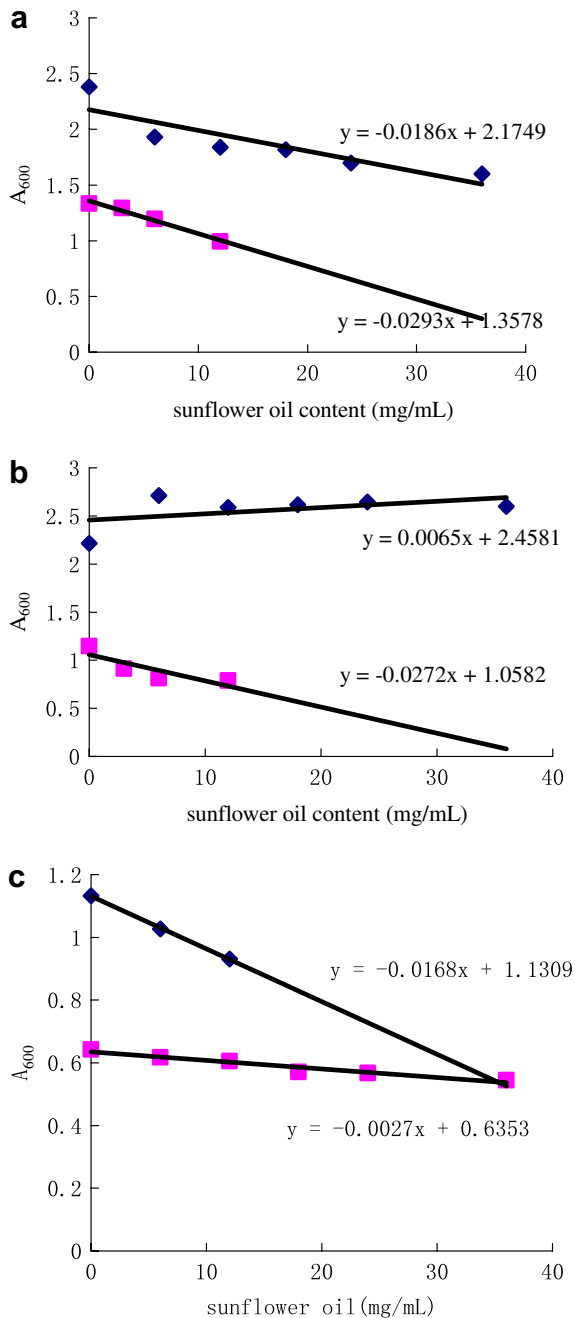 a
3
2.5
2
1.5
1
0.5
0
A600
y = -0.0186x + 2.1749
y = -0.0293x + 1.3578
0 10 20 30 40
sunflower oil content (mg/mL)
b
3
2.5
2
1.5
1
0.5
0
A600
y = 0.0065x + 2.4581
y = -0.0272x + 1.0582
0 10 20 30 40
sunflower oil content (mg/mL)
c
1.2
1
0.8
0.6
0.4
0.2
0
A600
y = -0.0168x + 1.1309
y = -0.0027x + 0.6353
0 10 20 30 40
sunflower oil(mg/mL)